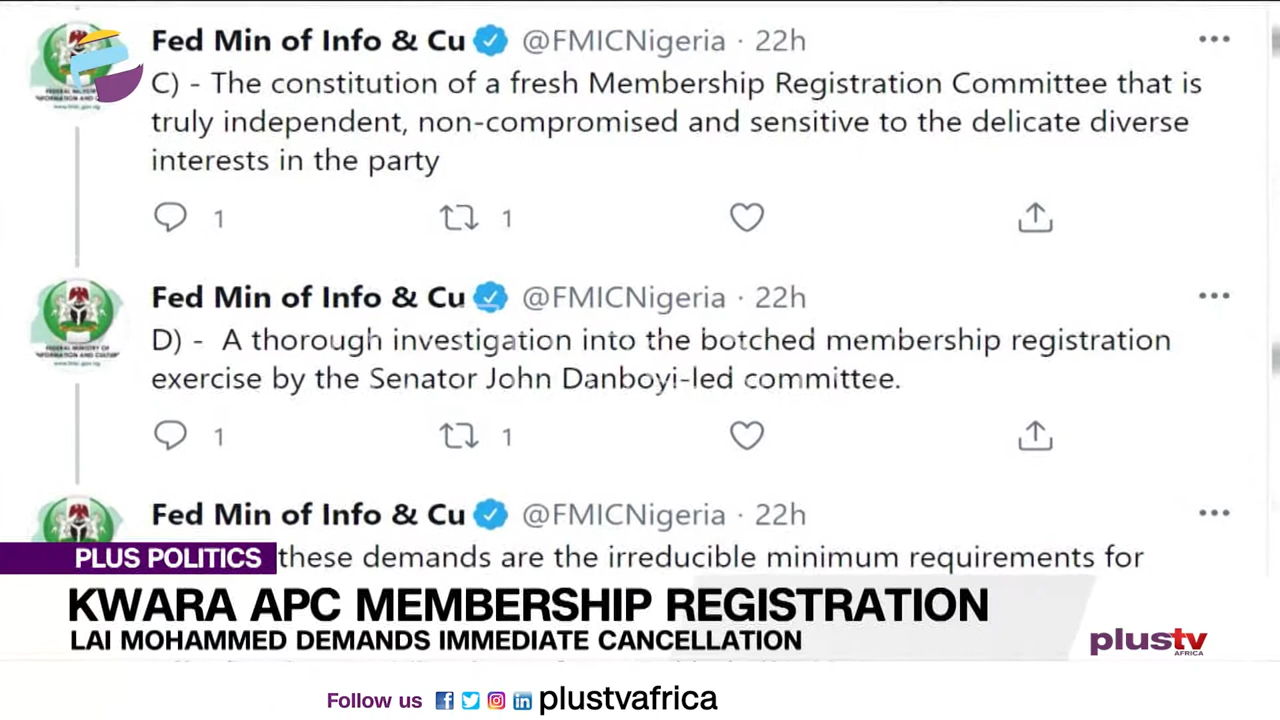 Fed Min of Info & Cu @FMICNigeria · 22h
C) - The constitution of a fresh Membership Registration Committee that is
truly independent, non-compromised and sensitive to the delicate diverse
interests in the party
1 1
Fed Min of Info & Cu @FMICNigeria · 22h
D) - A thorough investigation into the botched membership registration
exercise by the Senator John Danboyi-led committee.
1 1
Fed Min of Info & Cu @FMICNigeria · 22h
these demands are the irreducible minimum requirements for
PLUS POLITICS
KWARA APC MEMBERSHIP REGISTRATION
LAI MOHAMMED DEMANDS IMMEDIATE CANCELLATION
plustv
AFRICA
Follow us plustvafrica